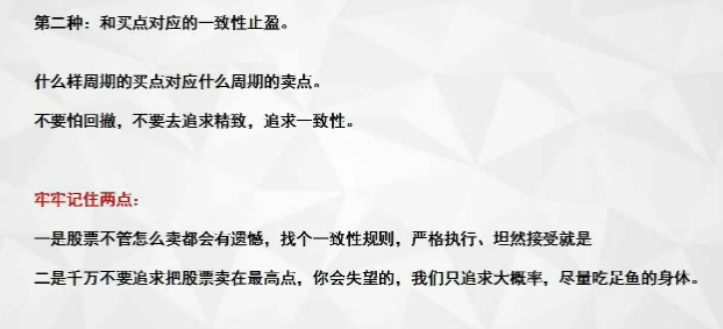 第二种：和买点对应的一致性止盈。
什么样周期的买点对应什么周期的卖点。
不要怕回撤，不要去追求精致，追求一致性。
牢牢记住两点：
一是股票不管怎么卖都会有遗憾，找个一致性规则，严格执行、坦然接受就是
二是千万不要追求把股票卖在最高点，你会失望的，我们只追求大概率，尽量吃足鱼的身体。